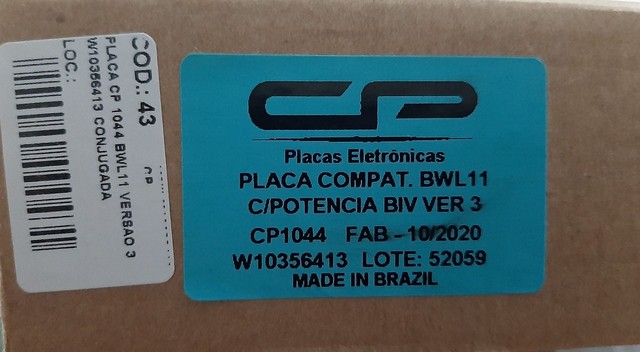 COD.: 43
CP
PLACA CP 1044 BWL11 VERSAO 3
W10356413 CONJUGADA
LOC.:
CP
Placas Eletrônicas
PLACA COMPAT. BWL11
C/POTENCIA BIV VER 3
CP1044 FAB - 10/2020
W10356413 LOTE: 52059
MADE IN BRAZIL